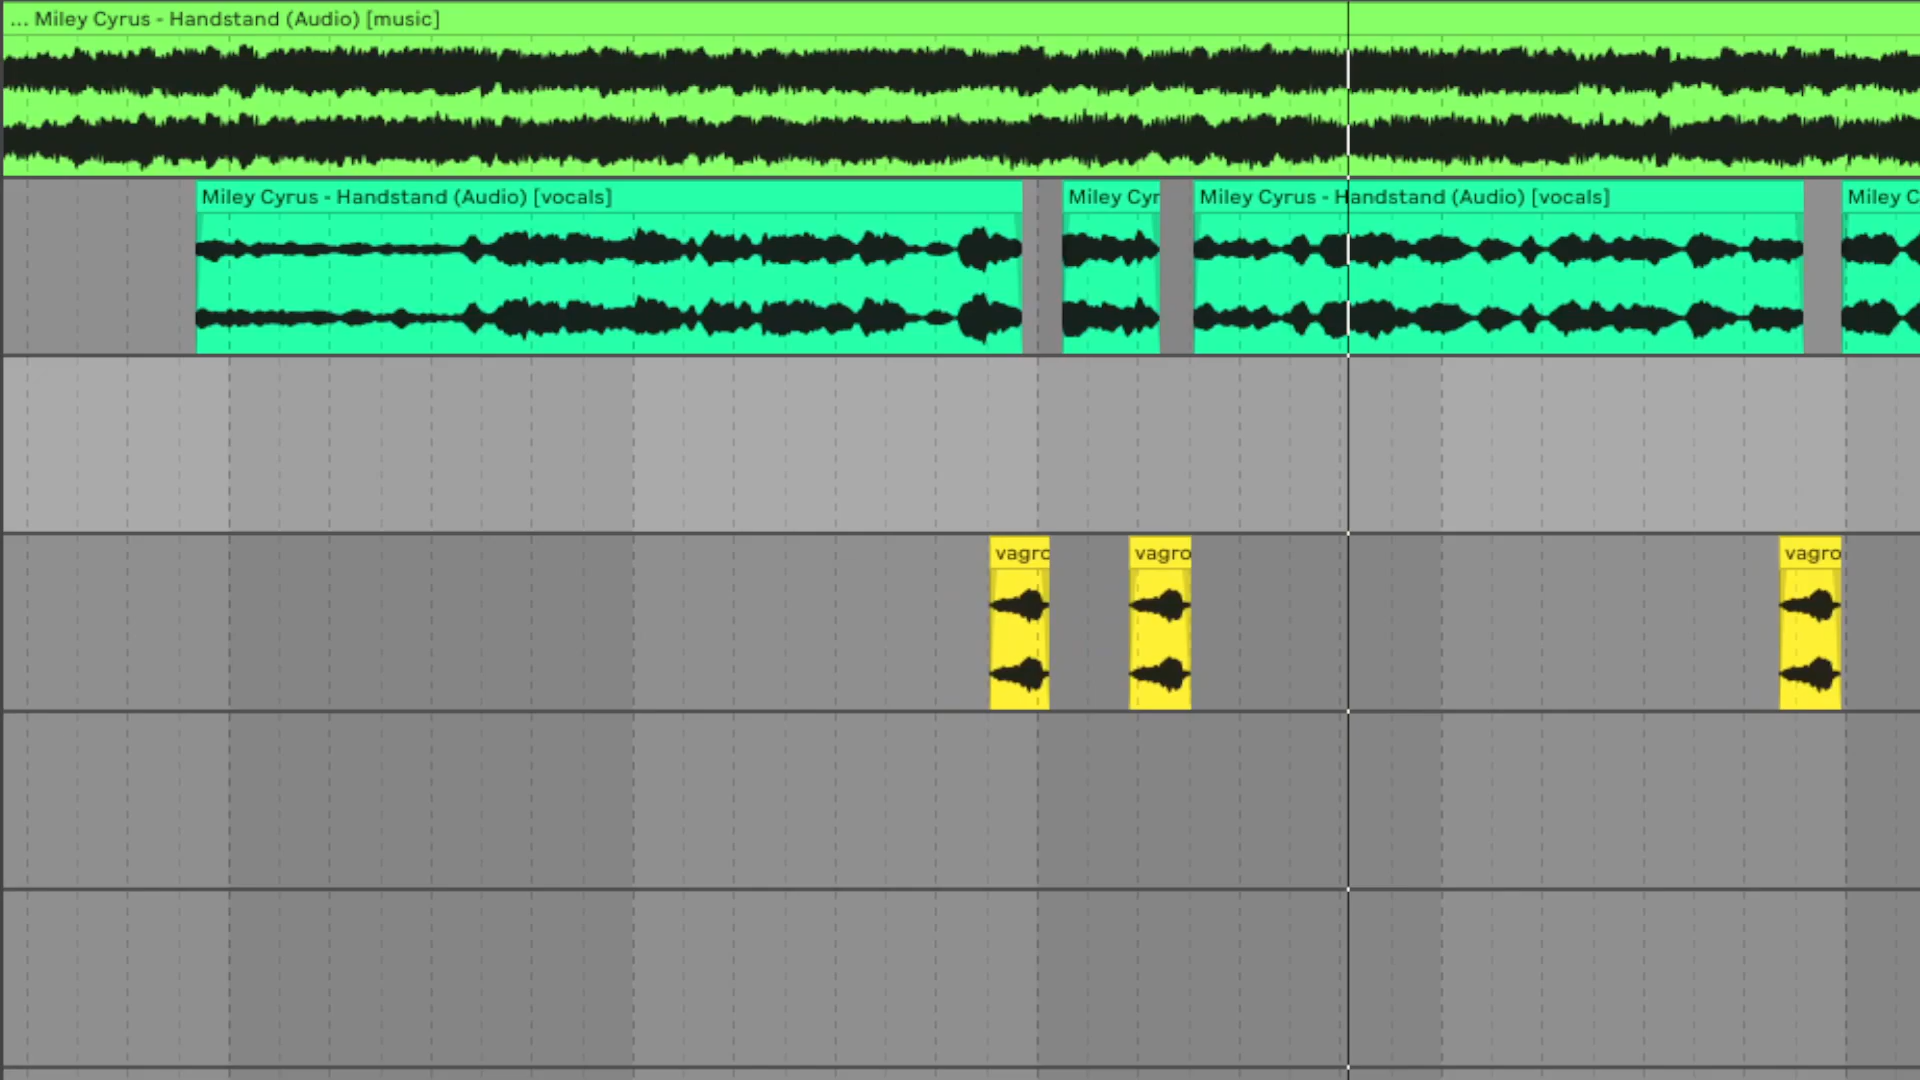 ... Miley Cyrus - Handstand (Audio) [music]
Miley Cyrus - Handstand (Audio) [vocals]
Miley Cyr
Miley Cyrus - Handstand (Audio) [vocals]
Miley C
vagro
vagro
vagro